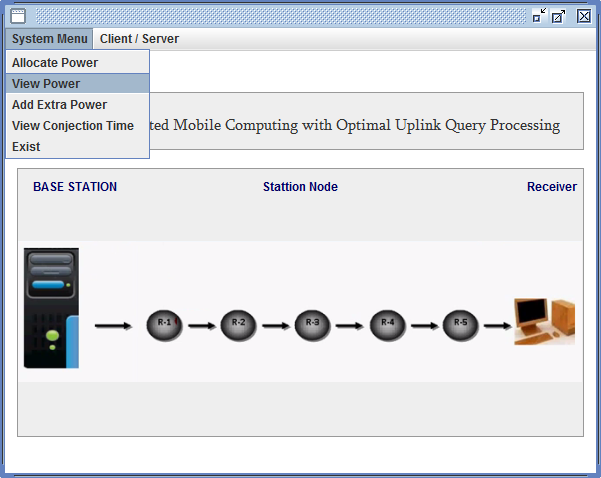 System Menu Client / Server
Allocate Power
View Power
Add Extra Power
View Conjection Time
Exist
ted Mobile Computing with Optimal Uplink Query Processing
BASE STATION Stattion Node Receiver
R-1 R-2 R-3 R-4 R-5